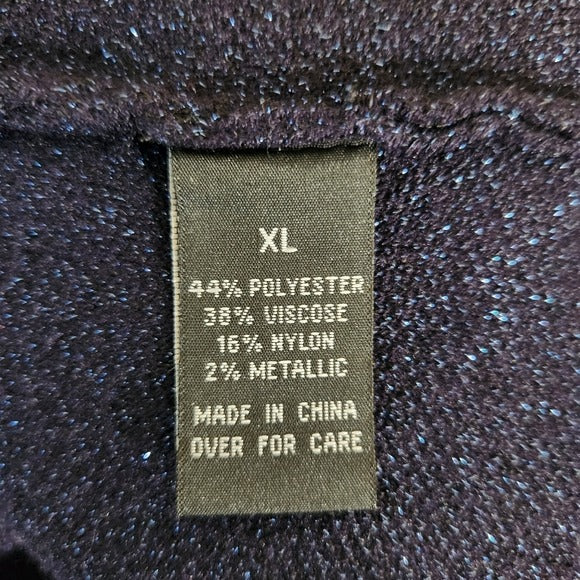 XL
44% POLYESTER
38% VISCOSE
16% NYLON
2% METALLIC
MADE IN CHINA
OVER FOR CARE